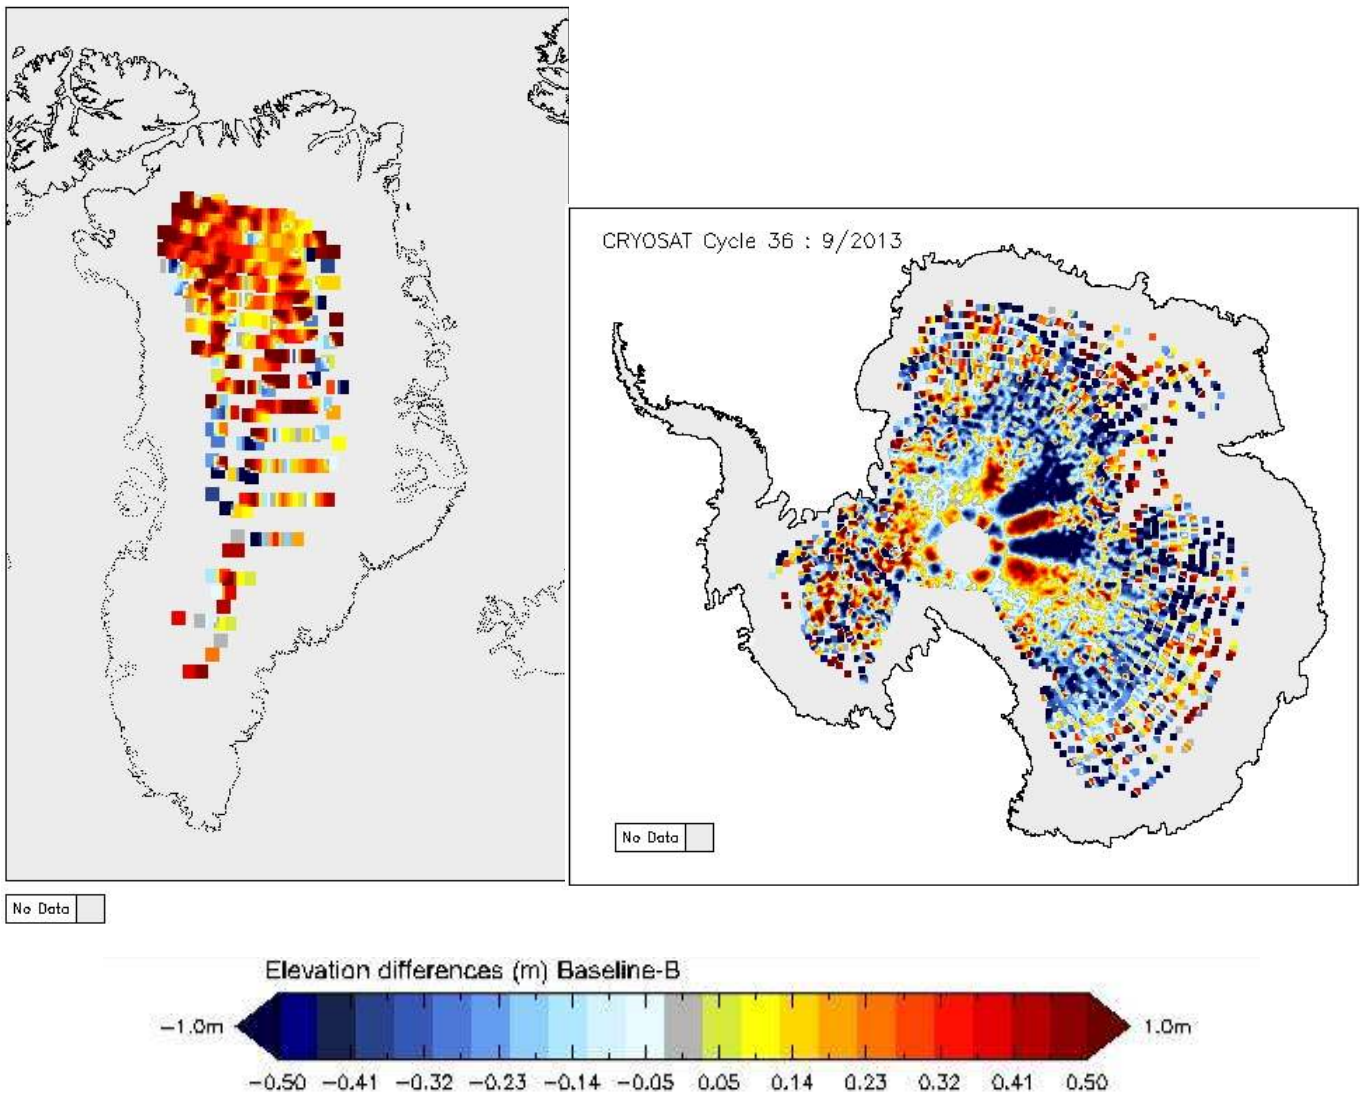 CRYOSAT Cycle 36 : 9/2013
No Data
No Data
Elevation differences (m) Baseline-B
-1.0m 1.0m
-0.50 -0.41 -0.32 -0.23 -0.14 -0.05 0.05 0.14 0.23 0.32 0.41 0.50